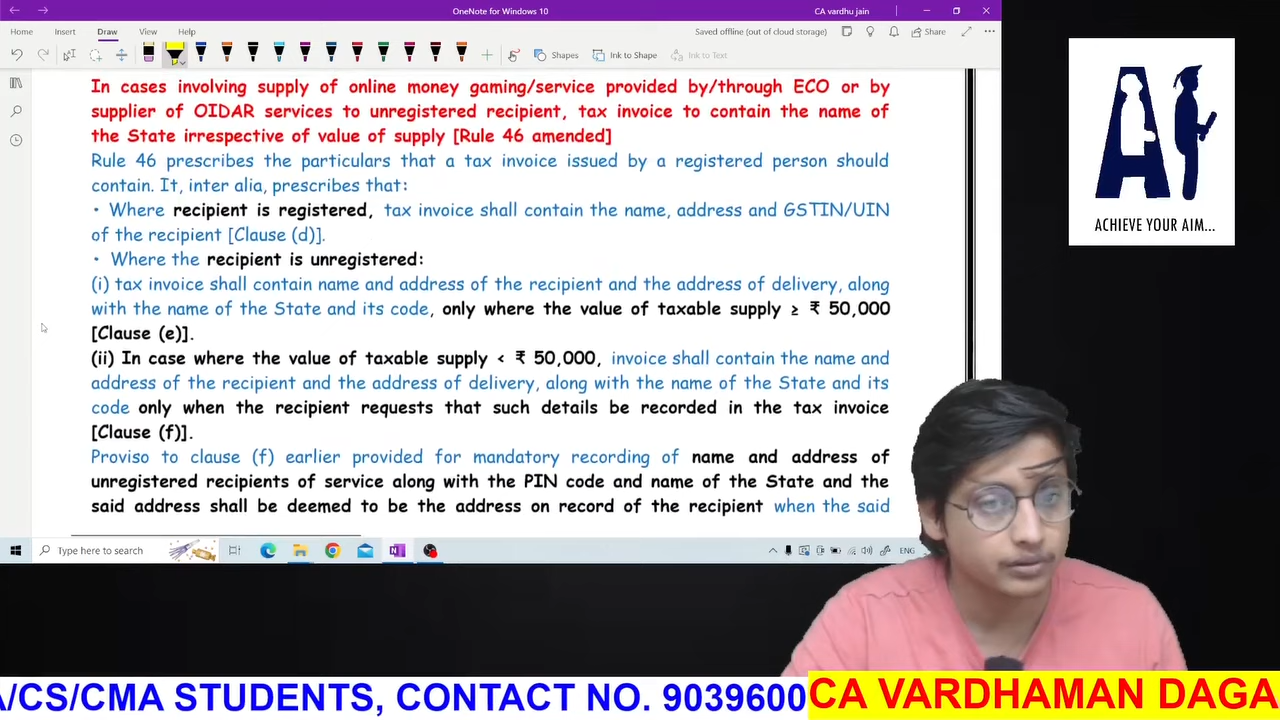 OneNote for Windows 10
CA vardhu jain
Home Insert Draw View Help
Saved offline (out of cloud storage)
Share
Shapes
Ink to Shape
Ink to Text
In cases involving supply of online money gaming/service provided by/through ECO or by
supplier of OIDAR services to unregistered recipient, tax invoice to contain the name of
the State irrespective of value of supply [Rule 46 amended]
Rule 46 prescribes the particulars that a tax invoice issued by a registered person should
contain. It, inter alia, prescribes that:
• Where recipient is registered, tax invoice shall contain the name, address and GSTIN/UIN
of the recipient [Clause (d)].
• Where the recipient is unregistered:
(i) tax invoice shall contain name and address of the recipient and the address of delivery, along
with the name of the State and its code, only where the value of taxable supply ≥ ₹ 50,000
[Clause (e)].
(ii) In case where the value of taxable supply < ₹ 50,000, invoice shall contain the name and
address of the recipient and the address of delivery, along with the name of the State and its
code only when the recipient requests that such details be recorded in the tax invoice
[Clause (f)].
Proviso to clause (f) earlier provided for mandatory recording of name and address of
unregistered recipients of service along with the PIN code and name of the State and the
said address shall be deemed to be the address on record of the recipient when the said
Type here to search
ENG
AI
ACHIEVE YOUR AIM...
A/CS/CMA STUDENTS, CONTACT NO. 9039600
CA VARDHAMAN DAGA